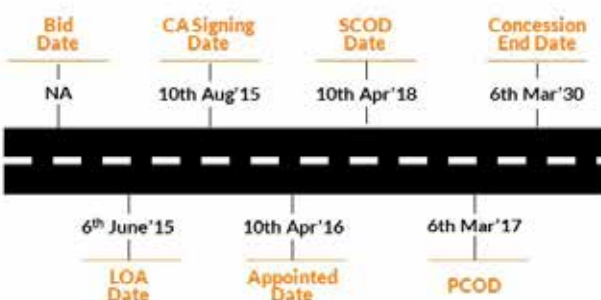 Bid
Date
CA Signing
Date
SCOD
Date
Concession
End Date
NA
10th Aug'15
10th Apr'18
6th Mar'30
6th June'15
10th Apr'16
6th Mar'17
LOA
Date
Appointed
Date
PCOD